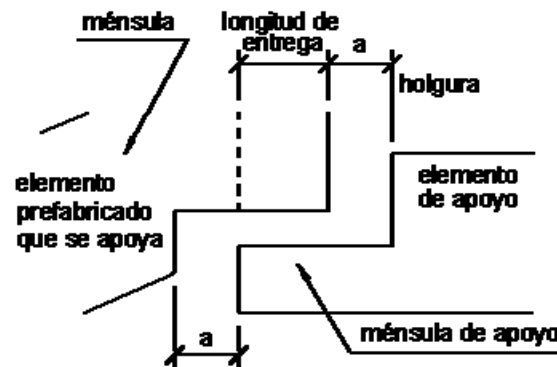 ménsula
longitud de
entrega
a
holgura
elemento
prefabricado
que se apoya
elemento
de apoyo
a
ménsula de apoyo